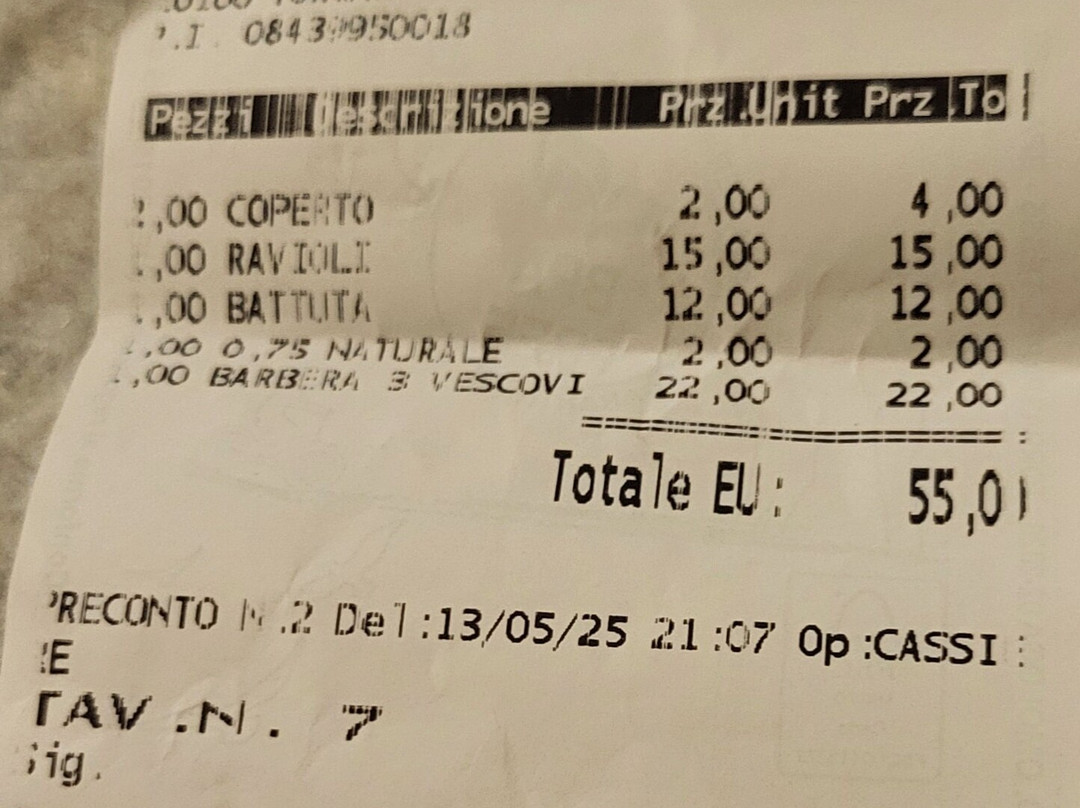 P.I. 08439950018
Pezzi Descrizione Prz.Unit Prz.To
2,00 COPERTO 2,00 4,00
1,00 RAVIOLI 15,00 15,00
1,00 BATTUTA 12,00 12,00
1,00 0,75 NATURALE 2,00 2,00
1,00 BARBERA 3 VESCOVI 22,00 22,00
Totale EU: 55,00
PRECONTO N.2 Del:13/05/25 21:07 Op:CASSI
RE
TAV.N. 7
Sig.